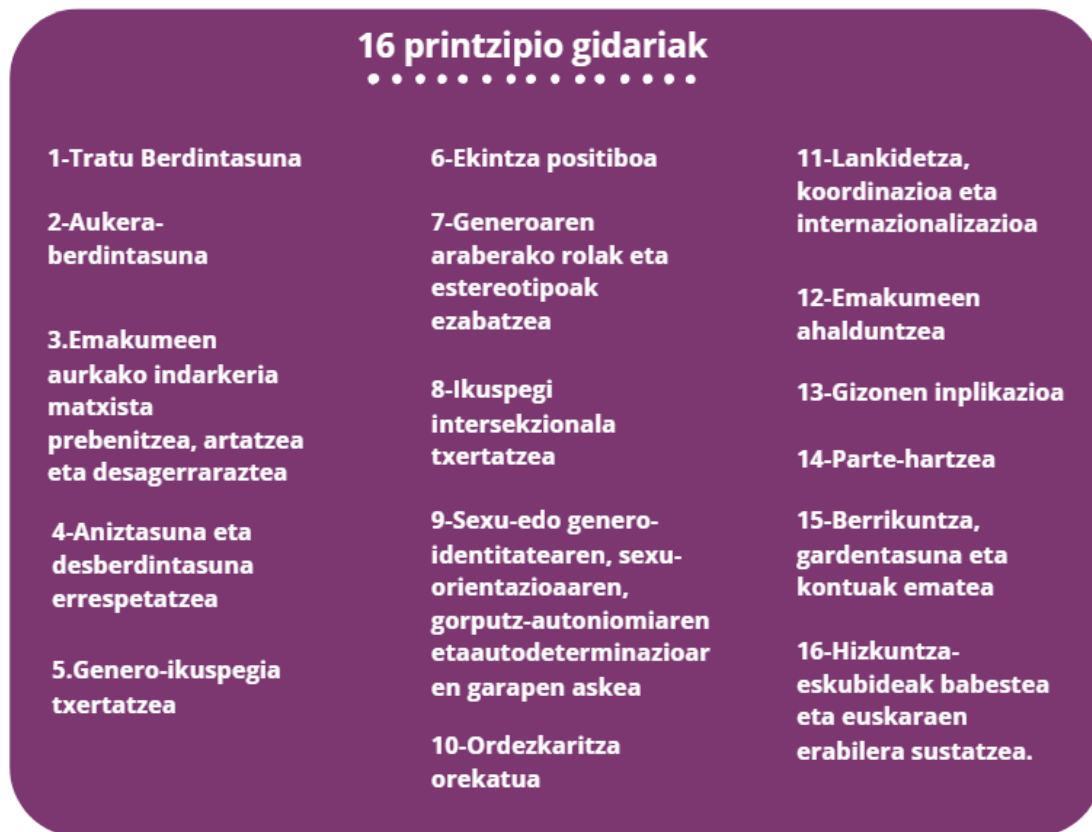 16 printzipio gidariak
1-Tratu Berdintasuna
2-Aukera-
berdintasuna
3.Emakumeen
aurkako indarkeria
matxista
prebenitzea, artatzea
eta desagerraraztea
4-Aniztasuna eta
desberdintasuna
errespetatzea
5.Genero-ikuspegia
txertatzea
6-Ekintza positiboa
7-Generoaren
araberako rolak eta
estereotipoak
ezabatzea
8-Ikuspegi
intersekzionala
txertatzea
9-Sexu-edo genero-
identitatearen, sexu-
orientazioaaren,
gorputz-autoniomiaren
etaautodeterminazioar
en garapen askea
10-Ordezkaritza
orekatua
11-Lankidetza,
koordinazioa eta
internazionalizazioa
12-Emakumeen
ahalduntzea
13-Gizonen inplikazioa
14-Parte-hartzea
15-Berrikuntza,
gardentasuna eta
kontuak ematea
16-Hizkuntza-
eskubideak babestea
eta euskaraen
erabilera sustatzea.